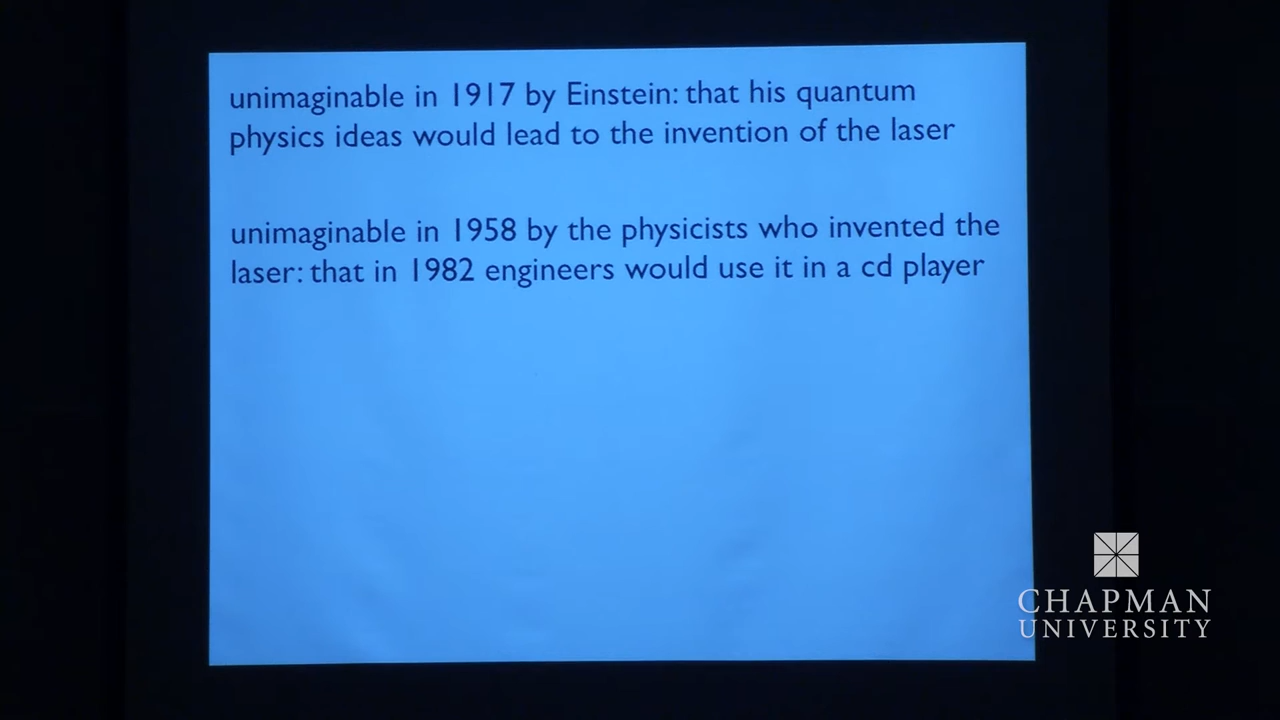 unimaginable in 1917 by Einstein: that his quantum
physics ideas would lead to the invention of the laser
unimaginable in 1958 by the physicists who invented the
laser: that in 1982 engineers would use it in a cd player
CHAPMAN
UNIVERSITY